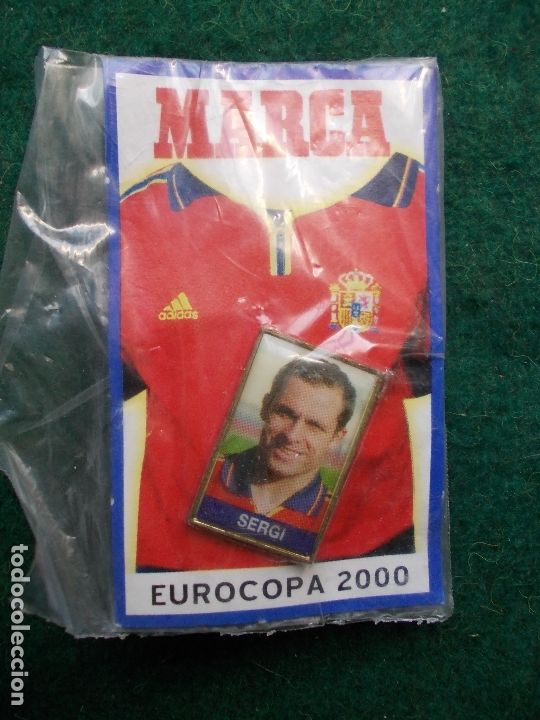 MARCA
adidas
SERGI
EUROCOPA 2000
todocoleccion